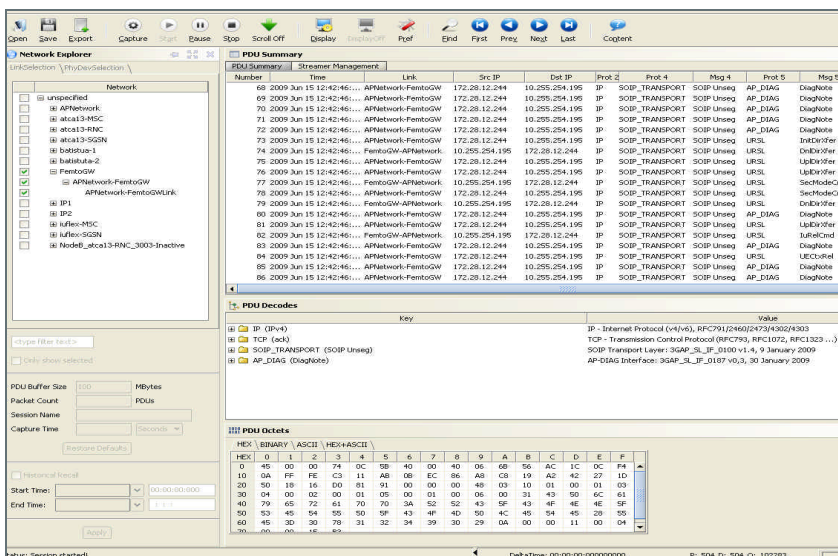 Open Save Export Capture Start Pause Stop Scroll Off Display Display Off Pref Find First Prev Next Last Content
Network Explorer
LinkSelection \ PhyDevSelection \
Network
unspecified
APNetwork
atca13-MSC
atca13-RNC
atca13-SGSN
batistua-1
batistuta-2
FemtoGW
APNetwork-FemtoGW
APNetwork-FemtoGWLink
IP1
IP2
iuflex-MSC
iuflex-SGSN
NodeB_atca13-RNC_3003-Inactive
<type filter text>
Only show selected
PDU Buffer Size 100 MBytes
Packet Count PDUs
Session Name
Capture Time Seconds
Restore Defaults
Historical Recall
Start Time: 00:00:00:000
End Time:
Apply
PDU Summary
PDU Summary Streamer Management
Number Time Link Src IP Dst IP Prot 2 Prot 4 Msg 4 Prot 5 Msg 5
68 2009 Jun 15 12:42:46:... APNetwork-FemtoGW 172.28.12.244 10.255.254.195 IP SOIP_TRANSPORT SOIP Unseg AP_DIAG DiagNote
69 2009 Jun 15 12:42:46:... APNetwork-FemtoGW 172.28.12.244 10.255.254.195 IP SOIP_TRANSPORT SOIP Unseg AP_DIAG DiagNote
70 2009 Jun 15 12:42:46:... APNetwork-FemtoGW 172.28.12.244 10.255.254.195 IP SOIP_TRANSPORT SOIP Unseg AP_DIAG DiagNote
71 2009 Jun 15 12:42:46:... APNetwork-FemtoGW 172.28.12.244 10.255.254.195 IP SOIP_TRANSPORT SOIP Unseg AP_DIAG DiagNote
72 2009 Jun 15 12:42:46:... APNetwork-FemtoGW 172.28.12.244 10.255.254.195 IP SOIP_TRANSPORT SOIP Unseg AP_DIAG DiagNote
73 2009 Jun 15 12:42:46:... APNetwork-FemtoGW 172.28.12.244 10.255.254.195 IP SOIP_TRANSPORT SOIP Unseg URSL InitDirXfer
74 2009 Jun 15 12:42:46:... FemtoGW-APNetwork 10.255.254.195 172.28.12.244 IP SOIP_TRANSPORT SOIP Unseg URSL DnlDirXfer
75 2009 Jun 15 12:42:46:... APNetwork-FemtoGW 172.28.12.244 10.255.254.195 IP SOIP_TRANSPORT SOIP Unseg URSL UplDirXfer
76 2009 Jun 15 12:42:46:... APNetwork-FemtoGW 172.28.12.244 10.255.254.195 IP SOIP_TRANSPORT SOIP Unseg URSL UplDirXfer
77 2009 Jun 15 12:42:46:... FemtoGW-APNetwork 10.255.254.195 172.28.12.244 IP SOIP_TRANSPORT SOIP Unseg URSL
78 2009 Jun 15 12:42:46:... APNetwork-FemtoGW 172.28.12.244 10.255.254.195 IP SOIP_TRANSPORT SOIP Unseg URSL
79 2009 Jun 15 12:42:46:... FemtoGW-APNetwork 10.255.254.195 172.28.12.244 IP SOIP_TRANSPORT SOIP Unseg URSL DnlDirXfer
80 2009 Jun 15 12:42:46:... APNetwork-FemtoGW 172.28.12.244 10.255.254.195 IP SOIP_TRANSPORT SOIP Unseg AP_DIAG DiagNote
81 2009 Jun 15 12:42:46:... APNetwork-FemtoGW 172.28.12.244 10.255.254.195 IP SOIP_TRANSPORT SOIP Unseg URSL UplDirXfer
82 2009 Jun 15 12:42:46:... FemtoGW-APNetwork 10.255.254.195 172.28.12.244 IP SOIP_TRANSPORT SOIP Unseg URSL IuRelCmd
83 2009 Jun 15 12:42:46:... APNetwork-FemtoGW 172.28.12.244 10.255.254.195 IP SOIP_TRANSPORT SOIP Unseg AP_DIAG DiagNote
84 2009 Jun 15 12:42:46:... APNetwork-FemtoGW 172.28.12.244 10.255.254.195 IP SOIP_TRANSPORT SOIP Unseg URSL UECtxRel
85 2009 Jun 15 12:42:46:... APNetwork-FemtoGW 172.28.12.244 10.255.254.195 IP SOIP_TRANSPORT SOIP Unseg AP_DIAG DiagNote
86 2009 Jun 15 12:42:46:... APNetwork-FemtoGW 172.28.12.244 10.255.254.195 IP SOIP_TRANSPORT SOIP Unseg AP_DIAG DiagNote
PDU Decodes
Key Value
IP (IPv4) IP - Internet Protocol (v4/v6), RFC791/2460/2473/4302/4303
TCP (ack) TCP - Transmission Control Protocol (RFC793, RFC1072, RFC1323 ...)
SOIP_TRANSPORT (SOIP Unseg) SOIP Transport Layer: 3GAP_SL_IF_0100 v1.4, 9 January 2009
AP_DIAG (DiagNote) AP-DIAG Interface: 3GAP_SL_IF_0187 v0,3, 30 January 2009
PDU Octets
HEX \ BINARY \ ASCII \ HEX+ASCII \
HEX 0 1 2 3 4 5 6 7 8 9 A B C D E F
0 45 00 00 74 0C 5B 40 00 40 06 6B 56 AC 1C 0C F4
10 0A FF FE C3 11 AB 0B EC 86 A8 C8 19 A2 42 27 1D
20 50 18 16 D0 81 91 00 00 00 48 03 10 01 00 01 03
30 04 00 02 00 01 05 00 01 00 06 00 31 43 50 6C 61
40 79 65 72 61 70 70 3A 52 52 43 5F 43 4F 4E 4E 5F
50 53 45 54 55 50 5F 43 4F 4D 50 4C 45 54 45 28 55
60 45 3D 30 78 31 32 34 39 30 29 0A 00 00 11 00 04
Status: Session started! DeltaTime: 00:00:00:000000000